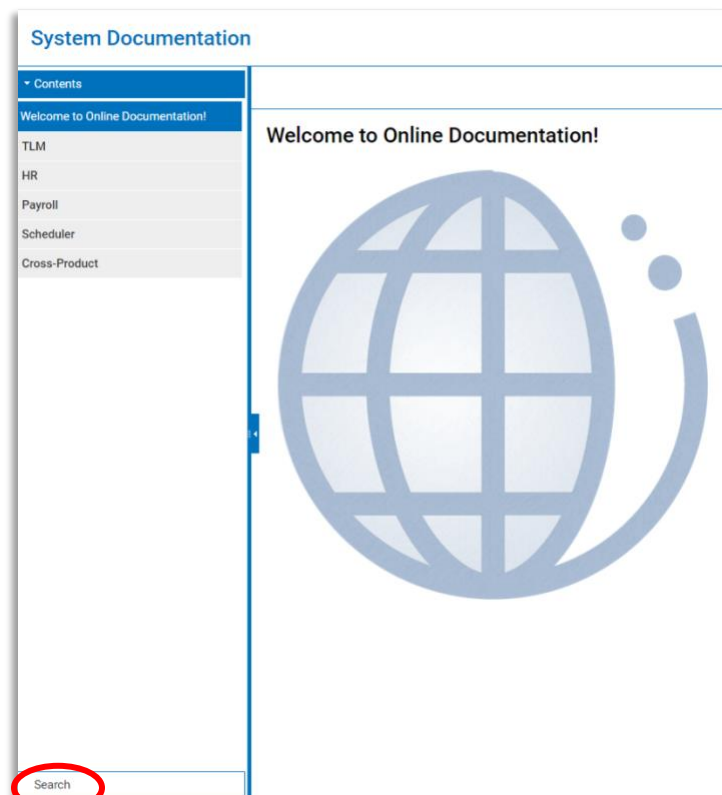 System Documentation
Contents
Welcome to Online Documentation!
TLM
HR
Payroll
Scheduler
Cross-Product
Search
Welcome to Online Documentation!